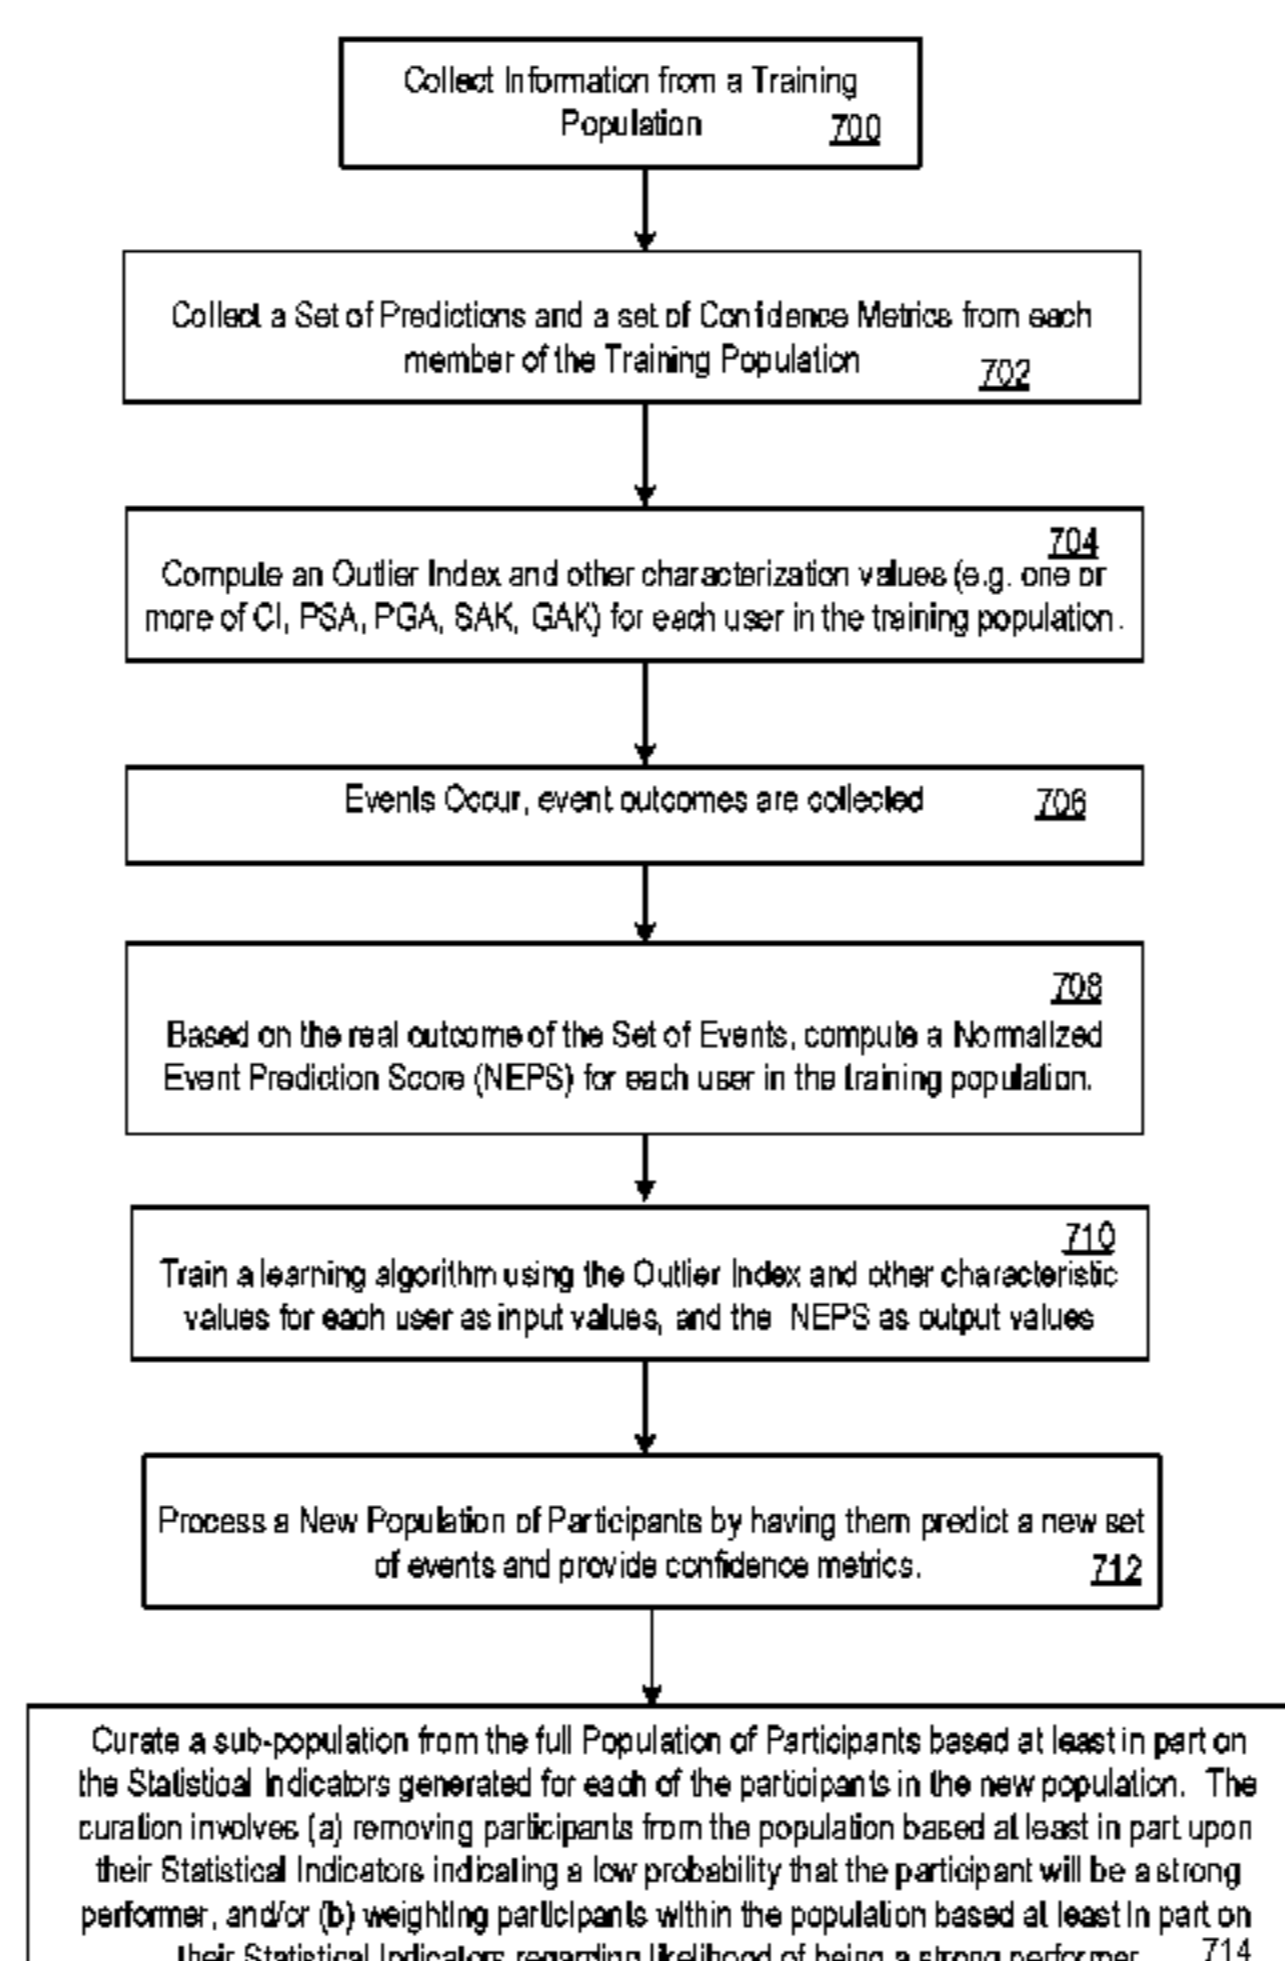 Collect Information from a Training
Population 700
Collect a Set of Predictions and a set of Confidence Metrics from each
member of the Training Population 702
704
Compute an Outlier Index and other characterization values (e.g. one or
more of CI, PSA, PGA, SAK, GAK) for each user in the training population.
Events Occur, event outcomes are collected 706
708
Based on the real outcome of the Set of Events, compute a Normalized
Event Prediction Score (NEPS) for each user in the training population.
710
Train a learning algorithm using the Outlier Index and other characteristic
values for each user as input values, and the NEPS as output values
Process a New Population of Participants by having them predict a new set
of events and provide confidence metrics. 712
Curate a sub-population from the full Population of Participants based at least in part on
the Statistical Indicators generated for each of the participants in the new population. The
curation involves (a) removing participants from the population based at least in part upon
their Statistical Indicators indicating a low probability that the participant will be a strong
performer, and/or (b) weighting participants within the population based at least in part on
their Statistical Indicators regarding likelihood of being a strong performer 714